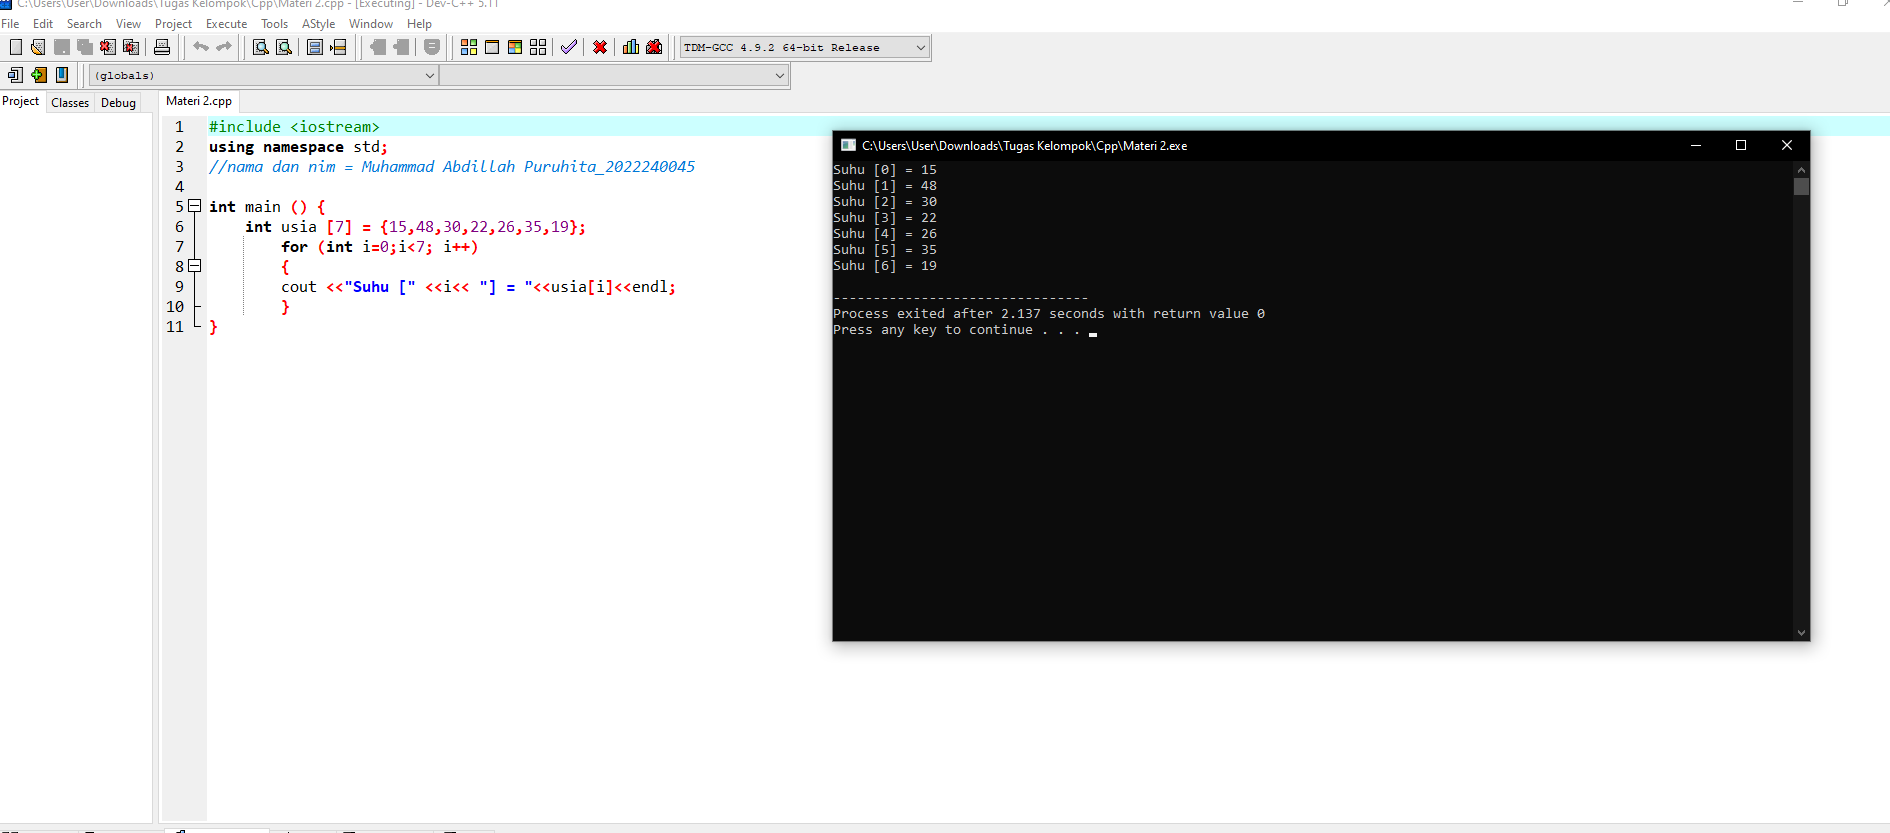 C:\Users\User\Downloads\Tugas Kelompok\Cpp\Materi 2.cpp - [Executing] - Dev-C++ 5.11
File Edit Search View Project Execute Tools AStyle Window Help
TDM-GCC 4.9.2 64-bit Release
(globals)
Project Classes Debug
Materi 2.cpp
1 #include <iostream>
2 using namespace std;
3 //nama dan nim = Muhammad Abdillah Puruhita_2022240045
4
5 int main () {
6 int usia [7] = {15,48,30,22,26,35,19};
7 for (int i=0;i<7; i++)
8 {
9 cout <<"Suhu [" <<i<< "] = "<<usia[i]<<endl;
10 }
11 }
C:\Users\User\Downloads\Tugas Kelompok\Cpp\Materi 2.exe
Suhu [0] = 15
Suhu [1] = 48
Suhu [2] = 30
Suhu [3] = 22
Suhu [4] = 26
Suhu [5] = 35
Suhu [6] = 19
--------------------------------
Process exited after 2.137 seconds with return value 0
Press any key to continue . . .